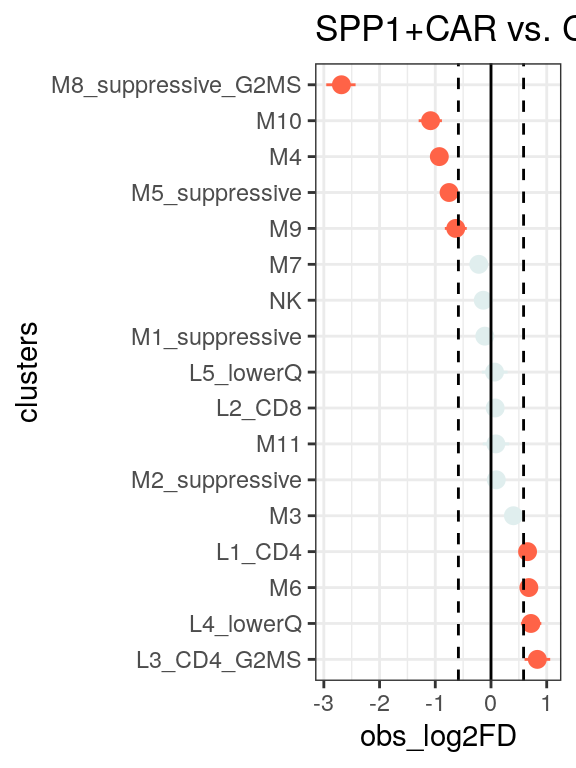 SPP1+CAR vs.
M8_suppressive_G2MS
M10
M4
M5_suppressive
M9
M7
NK
M1_suppressive
L5_lowerQ
L2_CD8
M11
M2_suppressive
M3
L1_CD4
M6
L4_lowerQ
L3_CD4_G2MS
clusters
-3 -2 -1 0 1
obs_log2FD